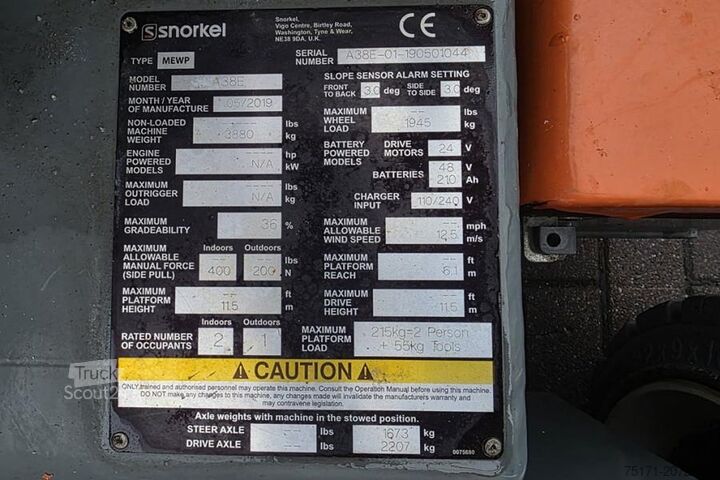 snorkel
Snorkel,
Vigo Centre, Birtley Road,
Washington, Tyne & Wear,
NE38 9DA, U.K.
CE
TYPE MEWP
SERIAL NUMBER A38E-01-190501044
MODEL NUMBER A38E
MONTH / YEAR OF MANUFACTURE 05/2019
NON-LOADED MACHINE WEIGHT --- lbs
3880 kg
ENGINE POWERED MODELS --- hp
N/A kW
MAXIMUM OUTRIGGER LOAD --- lbs
N/A kg
MAXIMUM GRADEABILITY 36 %
Indoors Outdoors
MAXIMUM ALLOWABLE MANUAL FORCE (SIDE PULL) -- -- lbs
400 200 N
MAXIMUM PLATFORM HEIGHT -- ft
11.5 m
Indoors Outdoors
RATED NUMBER OF OCCUPANTS 2 1
SLOPE SENSOR ALARM SETTING
FRONT TO BACK 3.0 deg SIDE TO SIDE 3.0 deg
MAXIMUM WHEEL LOAD --- lbs
1945 kg
BATTERY POWERED MODELS DRIVE MOTORS 24 V
BATTERIES 48 V
210 Ah
CHARGER INPUT 110/240 V
MAXIMUM ALLOWABLE WIND SPEED -- mph
12.5 m/s
MAXIMUM PLATFORM REACH -- ft
6.1 m
MAXIMUM DRIVE HEIGHT -- ft
11.5 m
MAXIMUM PLATFORM LOAD 215kg=2 Person
+ 55kg Tools
CAUTION
ONLY trained and authorised personnel may operate this machine. Consult the Operation Manual before using this machine.
DO NOT make any changes to this machine, any changes made will invalidate the manufacturers warranty and
may contravene legislation.
Axle weights with machine in the stowed position.
STEER AXLE lbs 1673 kg
DRIVE AXLE lbs 2207 kg
0075680
Truck
Scout24